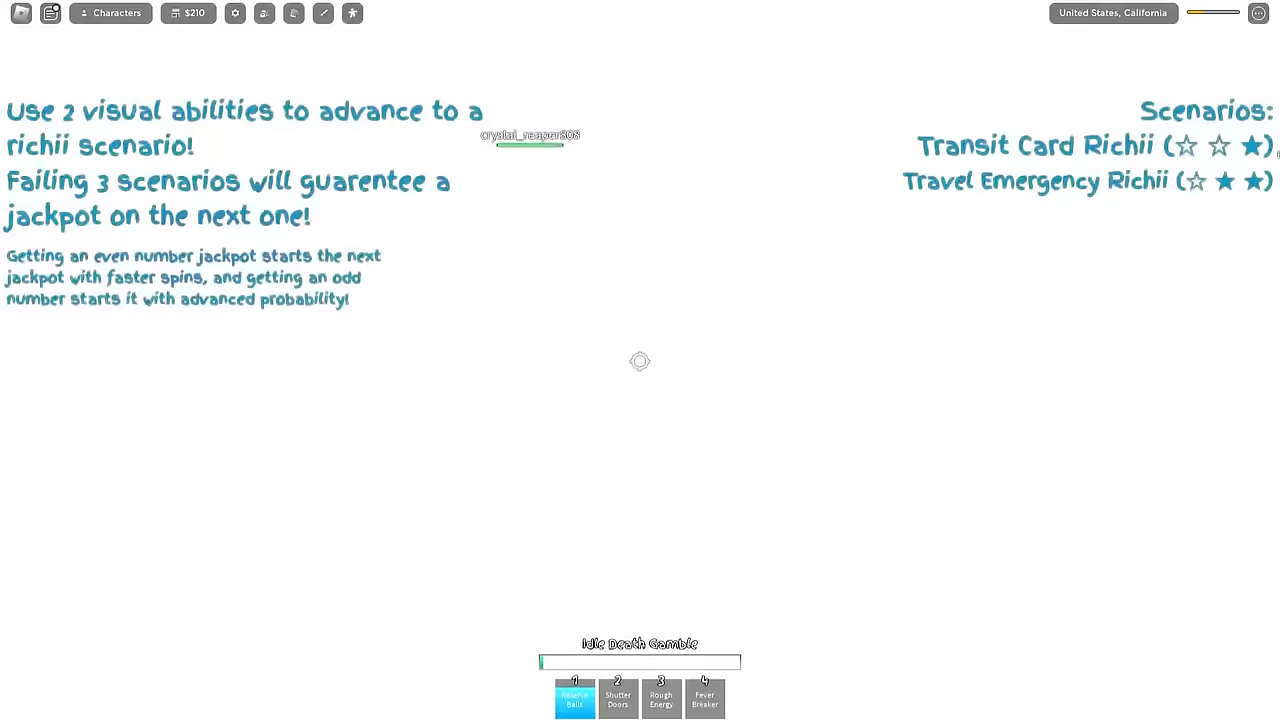 Characters
$210
United States, California
Use 2 visual abilities to advance to a
richii scenario!
Failing 3 scenarios will guarentee a
jackpot on the next one!
Getting an even number jackpot starts the next
jackpot with faster spins, and getting an odd
number starts it with advanced probability!
crystal_reaper808
Scenarios:
Transit Card Richii (☆ ☆ ★)
Travel Emergency Richii (☆ ★ ★)
Idle Death Gamble
1 2 3 4
Reserve Shutter Rough Fever
Balls Doors Energy Breaker